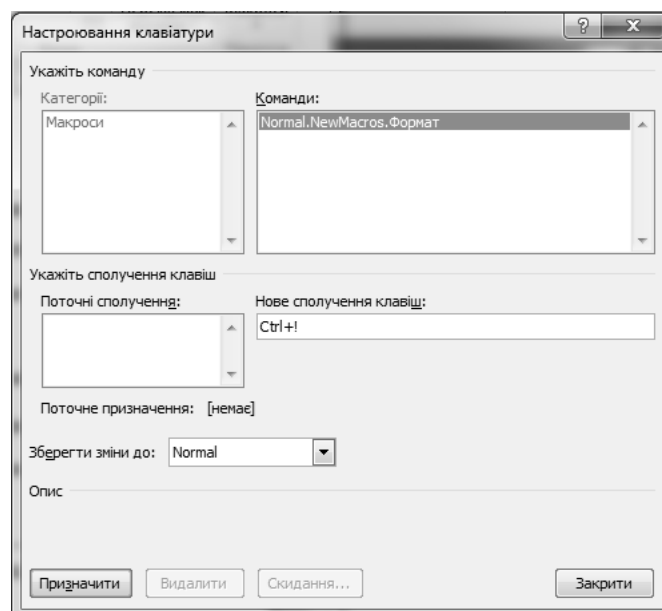 Настроювання клавіатури
Укажіть команду
Категорії:
Команди:
Макроси
Normal.NewMacros.Формат
Укажіть сполучення клавіш
Поточні сполучення:
Нове сполучення клавіш:
Ctrl+!
Поточне призначення: [немає]
Зберегти зміни до: Normal
Опис
Призначити
Видалити
Скидання...
Закрити